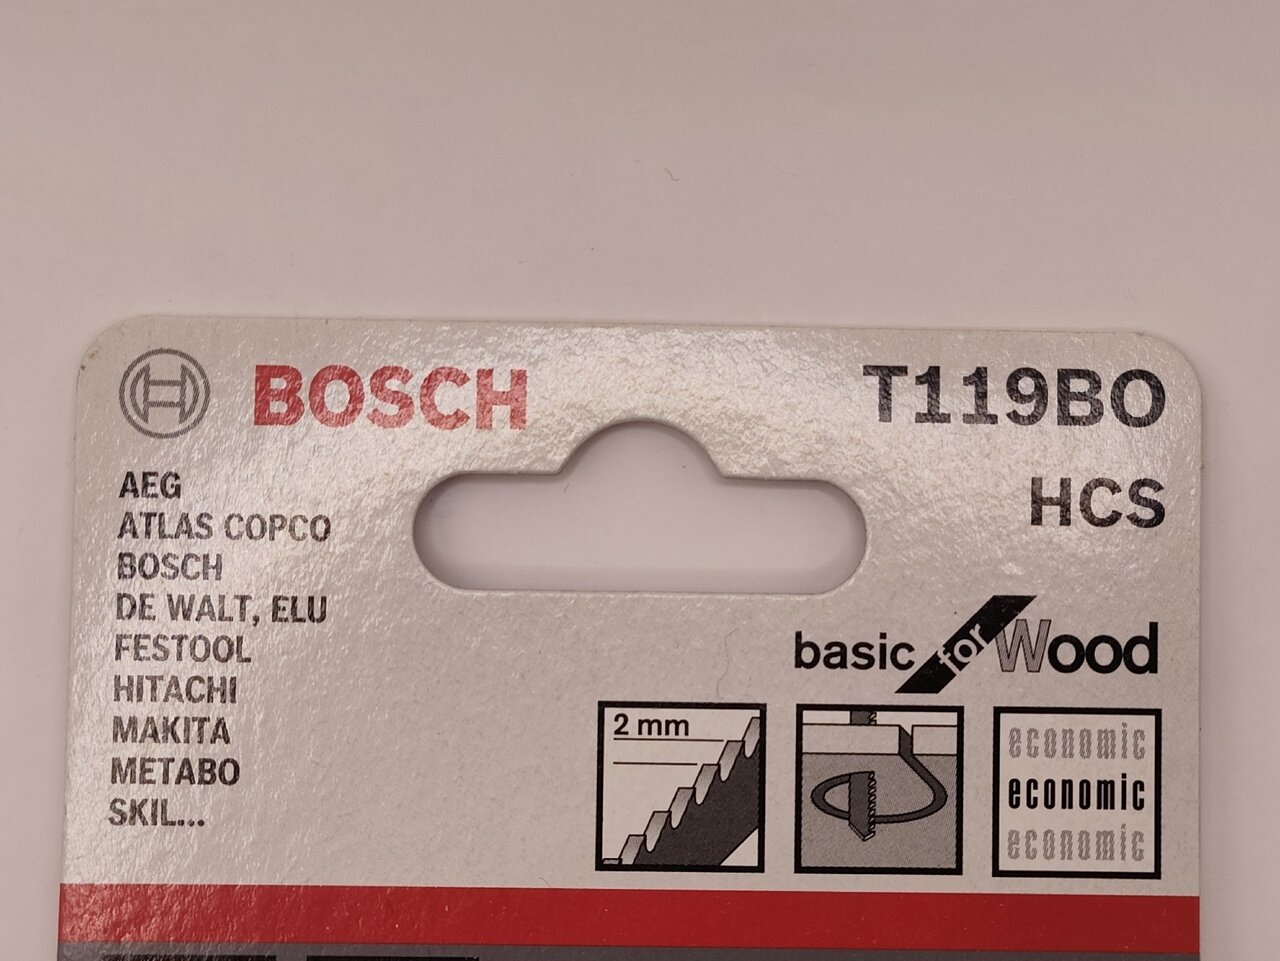 BOSCH
T119BO
HCS
AEG
ATLAS COPCO
BOSCH
DE WALT, ELU
FESTOOL
HITACHI
MAKITA
METABO
SKIL...
basic for Wood
2 mm
economic
economic
economic